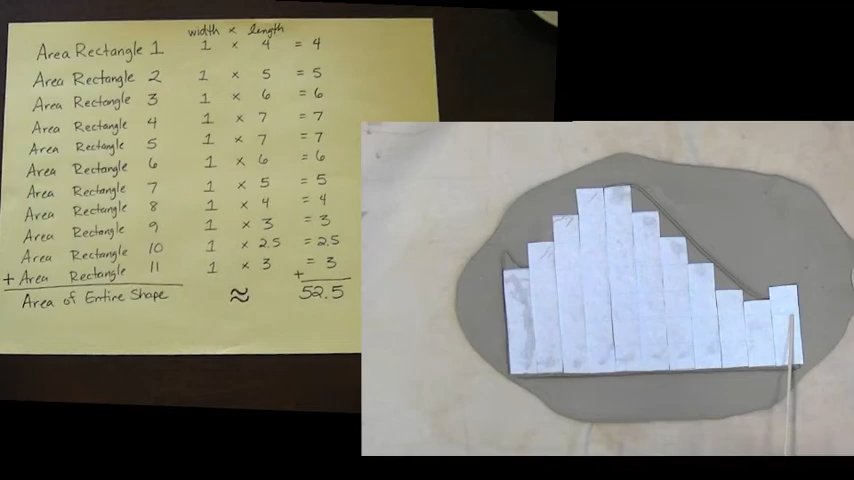 width × length
Area Rectangle 1 1 × 4 = 4
Area Rectangle 2 1 × 5 = 5
Area Rectangle 3 1 × 6 = 6
Area Rectangle 4 1 × 7 = 7
Area Rectangle 5 1 × 7 = 7
Area Rectangle 6 1 × 6 = 6
Area Rectangle 7 1 × 5 = 5
Area Rectangle 8 1 × 4 = 4
Area Rectangle 9 1 × 3 = 3
Area Rectangle 10 1 × 2.5 = 2.5
+ Area Rectangle 11 1 × 3 = + 3
Area of Entire Shape ≈ 52.5